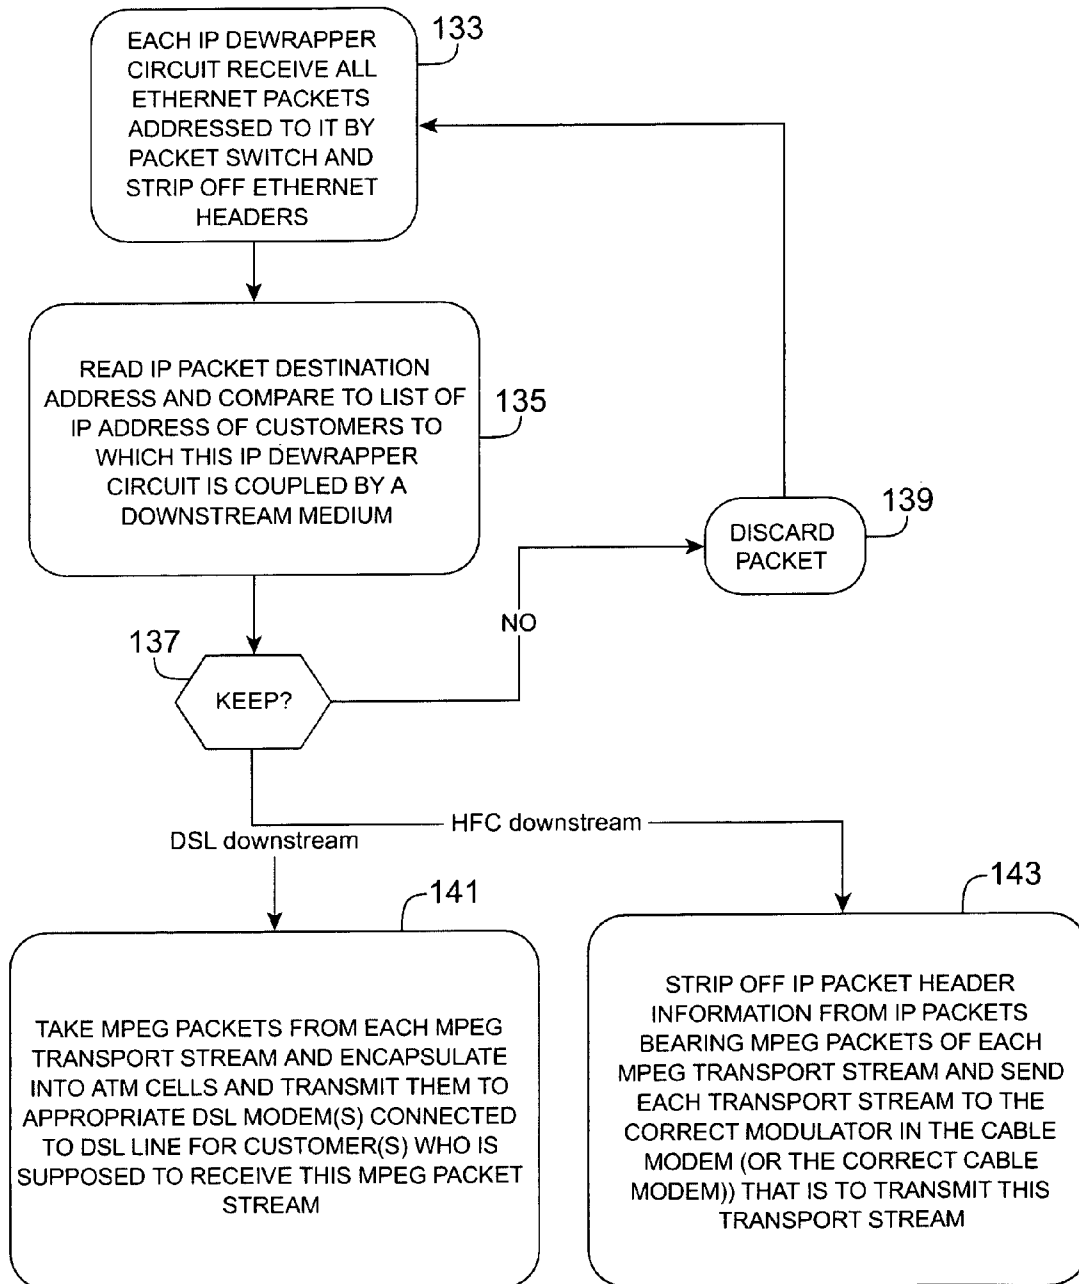 EACH IP DEWRAPPER
CIRCUIT RECEIVE ALL
ETHERNET PACKETS
ADDRESSED TO IT BY
PACKET SWITCH AND
STRIP OFF ETHERNET
HEADERS
133
READ IP PACKET DESTINATION
ADDRESS AND COMPARE TO LIST OF
IP ADDRESS OF CUSTOMERS TO
WHICH THIS IP DEWRAPPER
CIRCUIT IS COUPLED BY A
DOWNSTREAM MEDIUM
135
DISCARD
PACKET
139
NO
137
KEEP?
DSL downstream
HFC downstream
141
TAKE MPEG PACKETS FROM EACH MPEG
TRANSPORT STREAM AND ENCAPSULATE
INTO ATM CELLS AND TRANSMIT THEM TO
APPROPRIATE DSL MODEM(S) CONNECTED
TO DSL LINE FOR CUSTOMER(S) WHO IS
SUPPOSED TO RECEIVE THIS MPEG PACKET
STREAM
143
STRIP OFF IP PACKET HEADER
INFORMATION FROM IP PACKETS
BEARING MPEG PACKETS OF EACH
MPEG TRANSPORT STREAM AND SEND
EACH TRANSPORT STREAM TO THE
CORRECT MODULATOR IN THE CABLE
MODEM (OR THE CORRECT CABLE
MODEM)) THAT IS TO TRANSMIT THIS
TRANSPORT STREAM